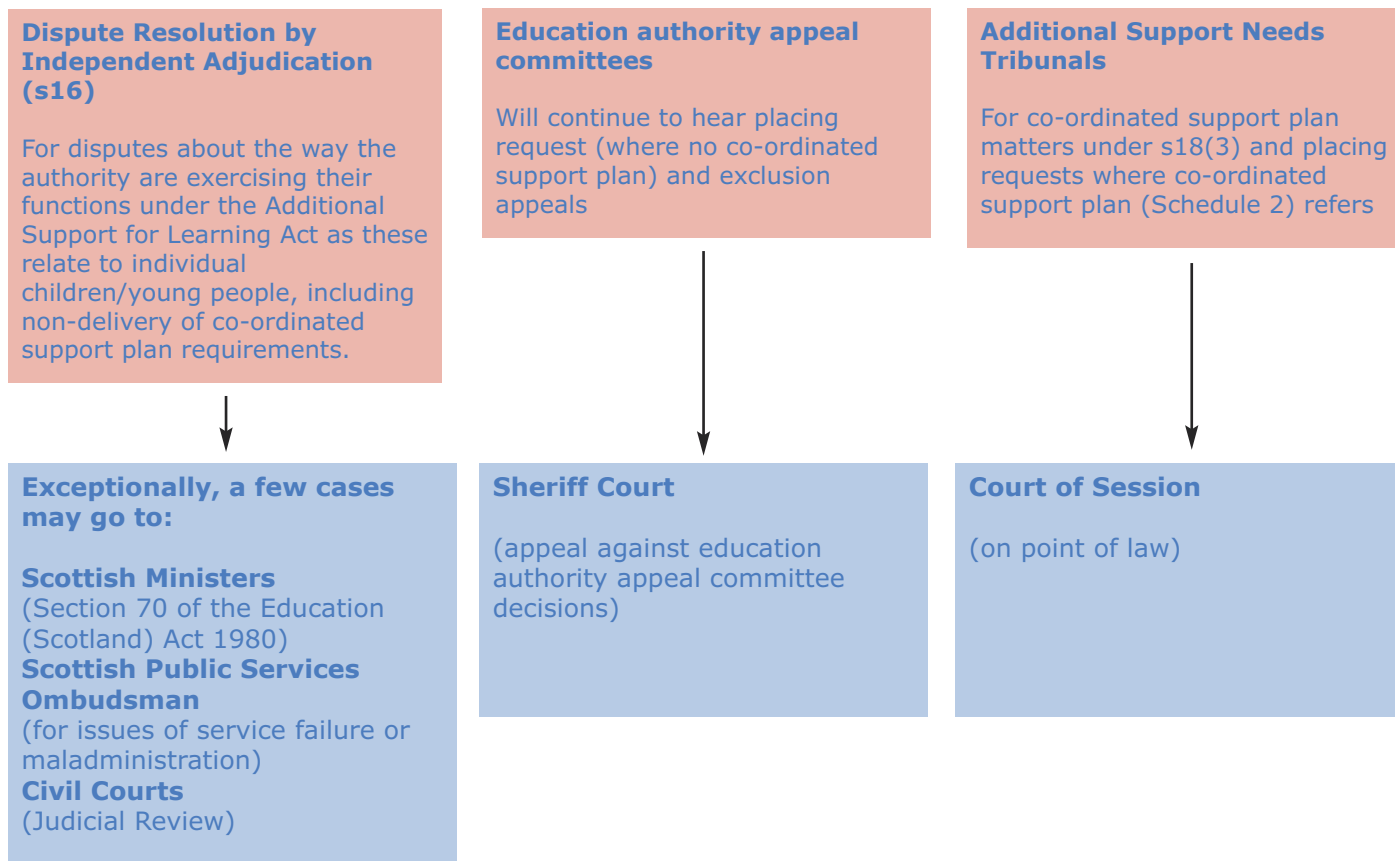 Dispute Resolution by
Independent Adjudication
(s16)
For disputes about the way the
authority are exercising their
functions under the Additional
Support for Learning Act as these
relate to individual
children/young people, including
non-delivery of co-ordinated
support plan requirements.
Education authority appeal
committees
Will continue to hear placing
request (where no co-ordinated
support plan) and exclusion
appeals
Additional Support Needs
Tribunals
For co-ordinated support plan
matters under s18(3) and placing
requests where co-ordinated
support plan (Schedule 2) refers
Exceptionally, a few cases
may go to:
Scottish Ministers
(Section 70 of the Education
(Scotland) Act 1980)
Scottish Public Services
Ombudsman
(for issues of service failure or
maladministration)
Civil Courts
(Judicial Review)
Sheriff Court
(appeal against education
authority appeal committee
decisions)
Court of Session
(on point of law)